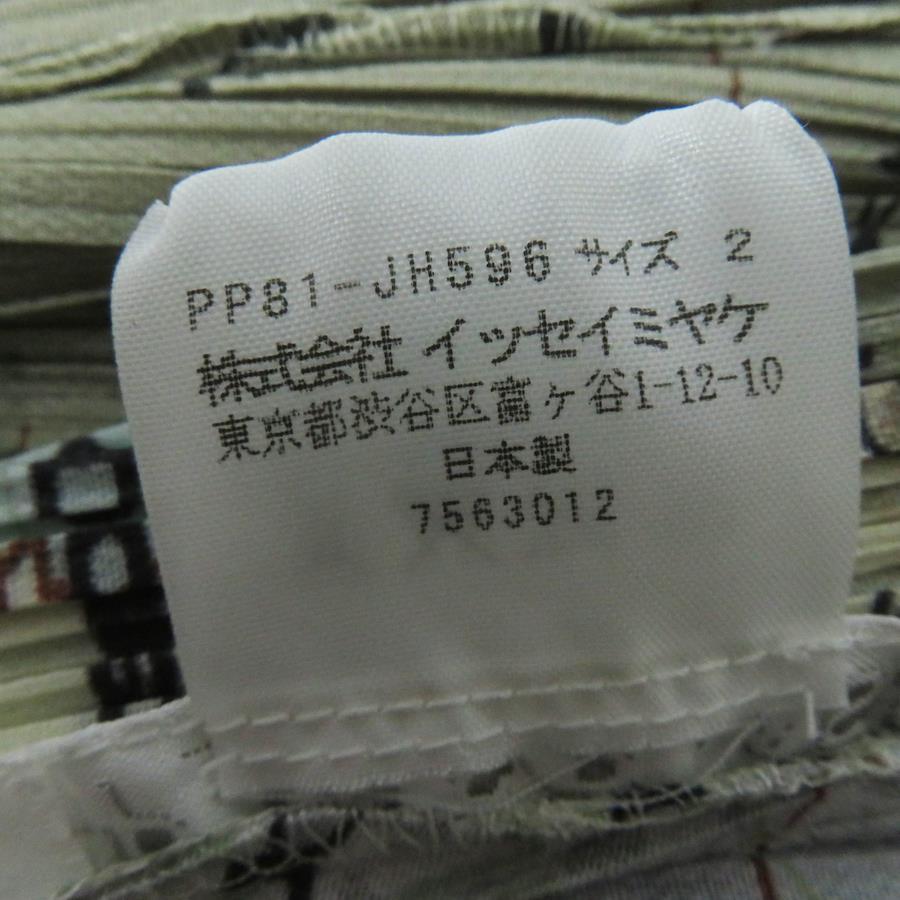 PP81-JH596 サイズ 2
株式会社 イッセイミヤケ
東京都渋谷区富ヶ谷1-12-10
日本製
7563012